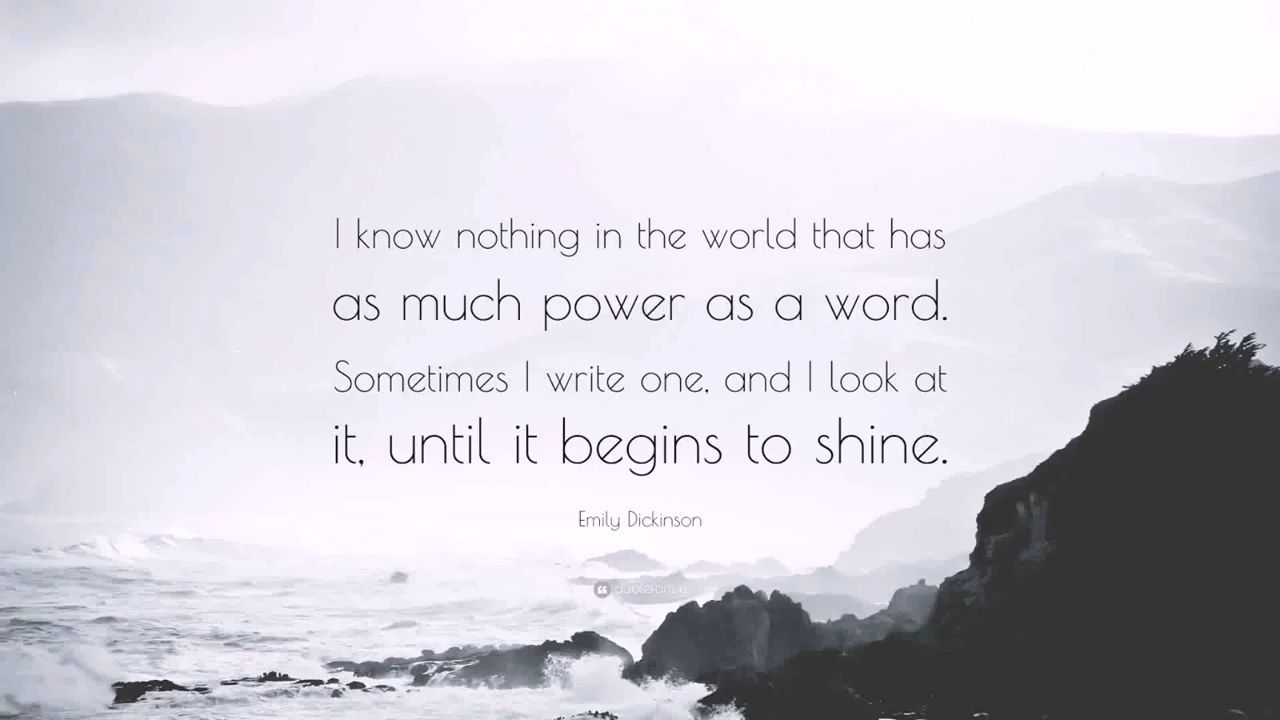 I know nothing in the world that has
as much power as a word.
Sometimes I write one, and I look at
it, until it begins to shine.
Emily Dickinson
quotefancy